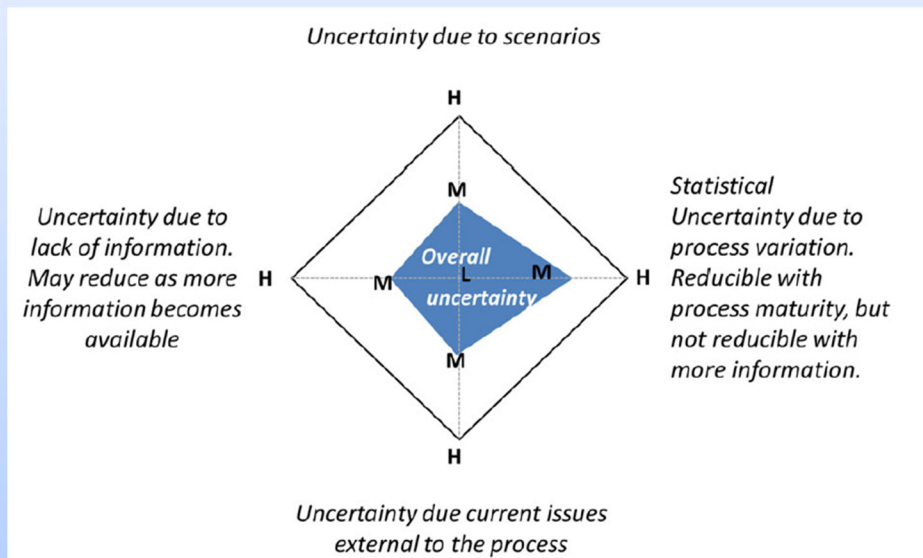 Uncertainty due to scenarios
H
M
Uncertainty due to
lack of information.
May reduce as more
information becomes
available
H
M
Overall
L
uncertainty
M
H
Statistical
Uncertainty due to
process variation.
Reducible with
process maturity, but
not reducible with
more information.
M
H
Uncertainty due current issues
external to the process